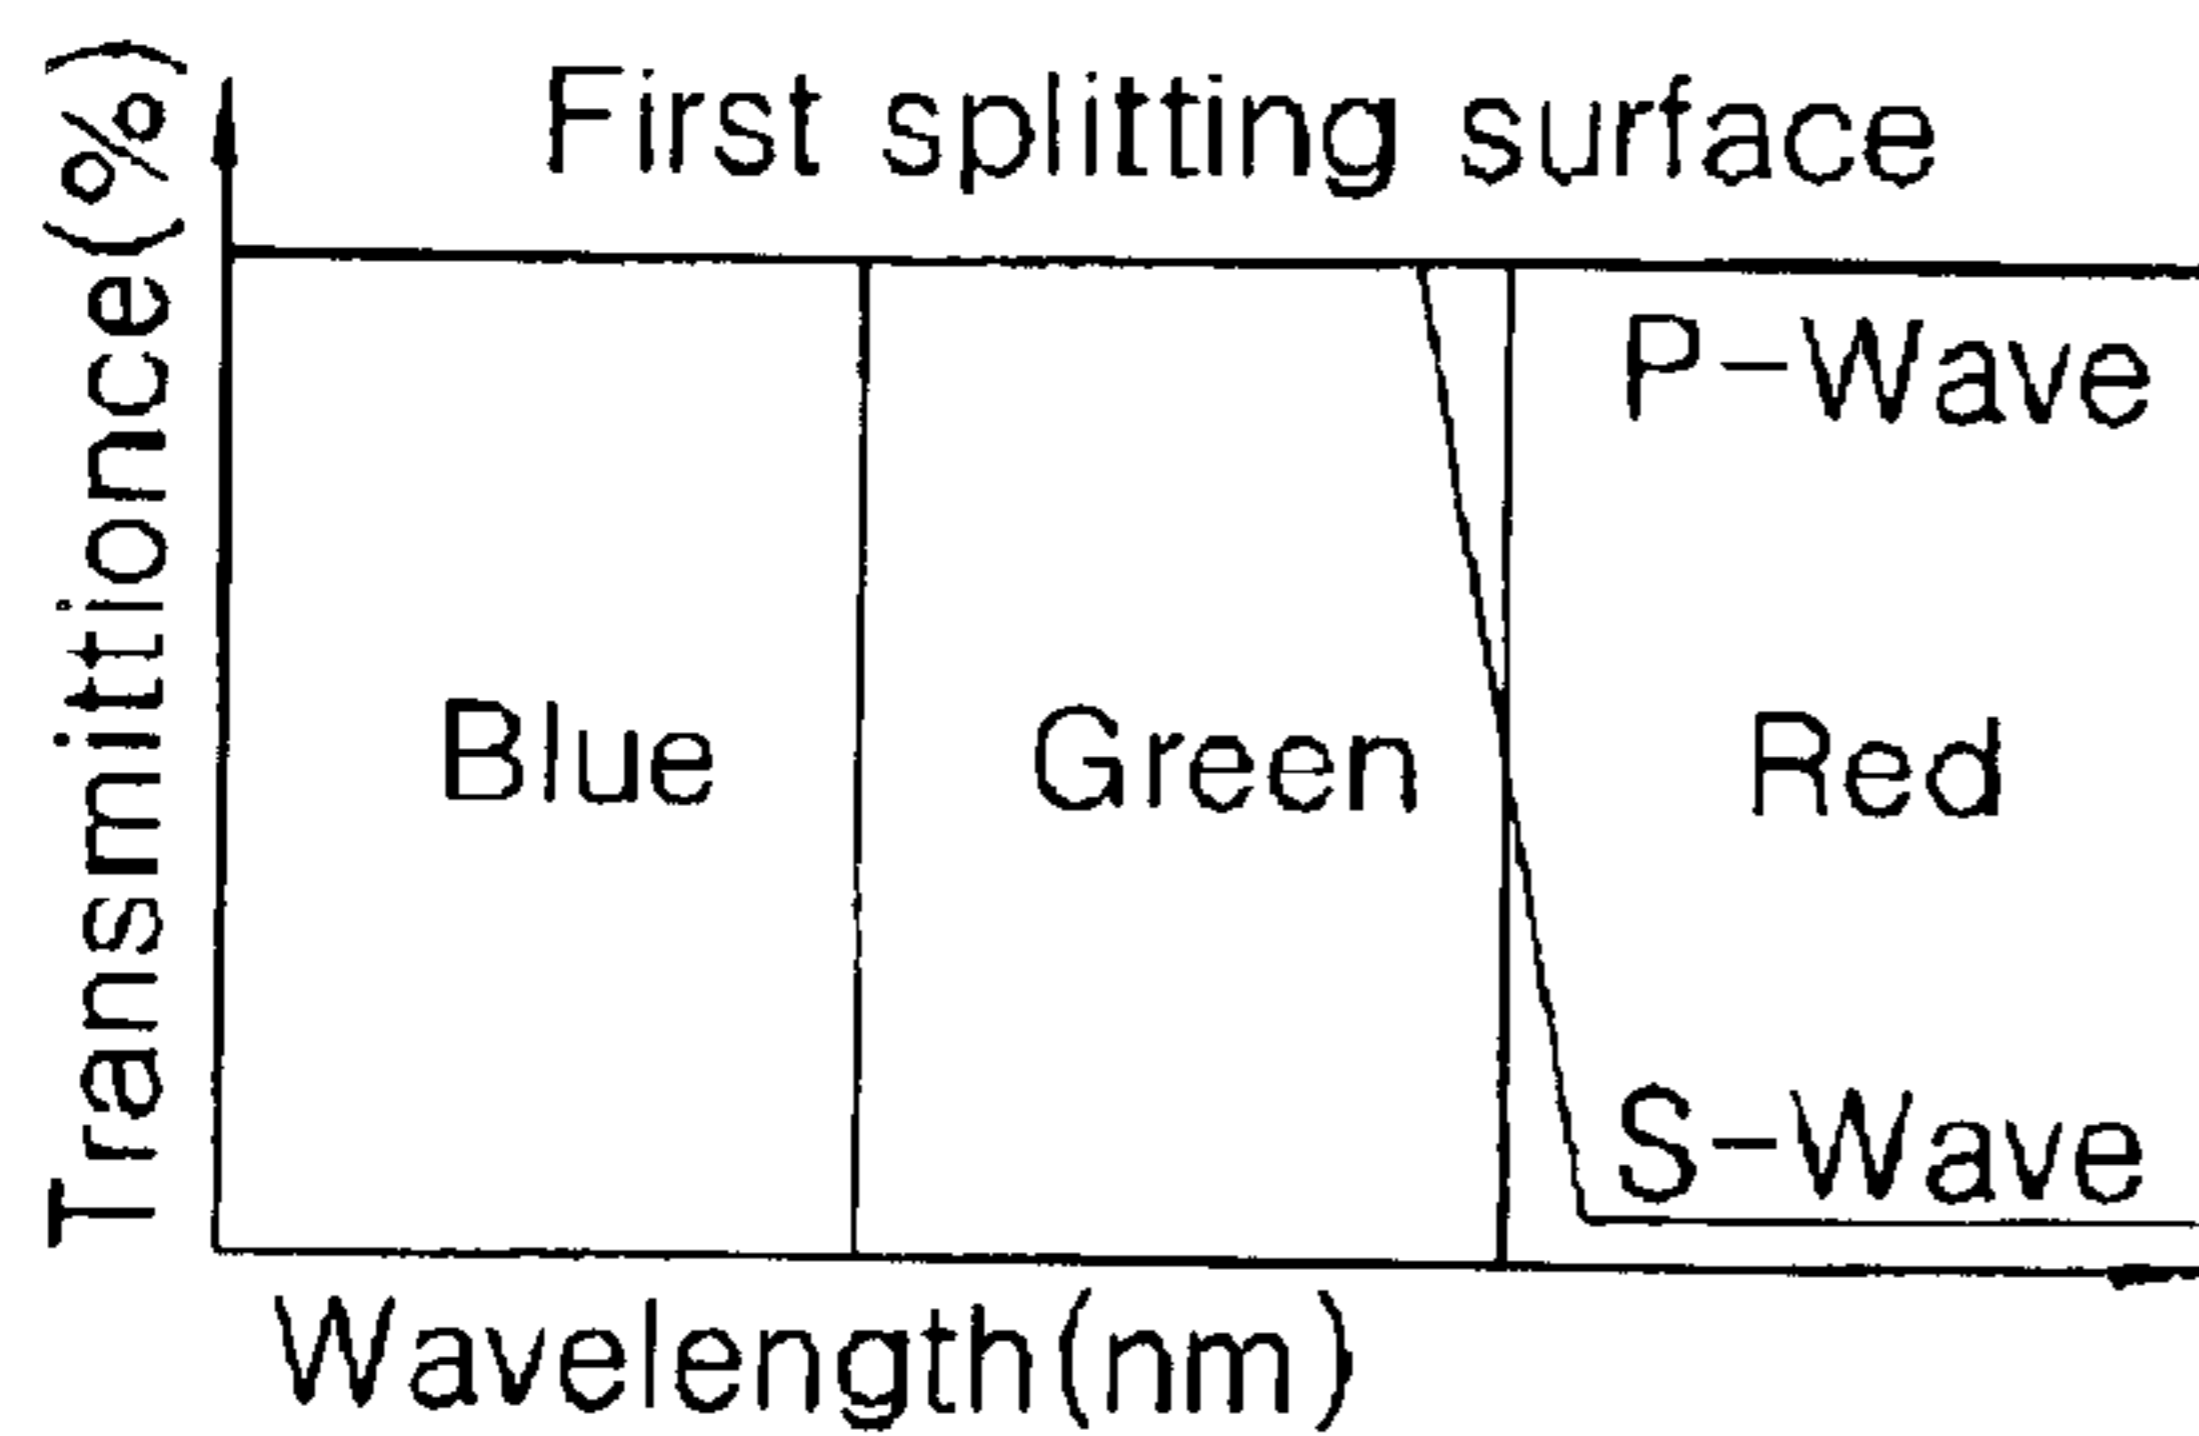 First splitting surface
Transmittionce(%)
P-Wave
Blue
Green
Red
S-Wave
Wavelength(nm)